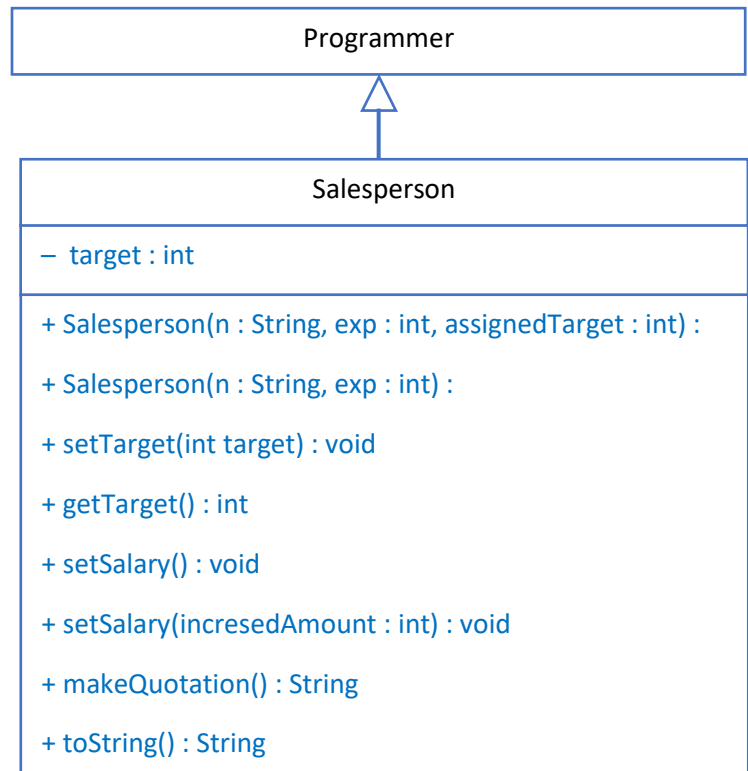 Programmer
Salesperson
– target : int
+ Salesperson(n : String, exp : int, assignedTarget : int) :
+ Salesperson(n : String, exp : int) :
+ setTarget(int target) : void
+ getTarget() : int
+ setSalary() : void
+ setSalary(incresedAmount : int) : void
+ makeQuotation() : String
+ toString() : String